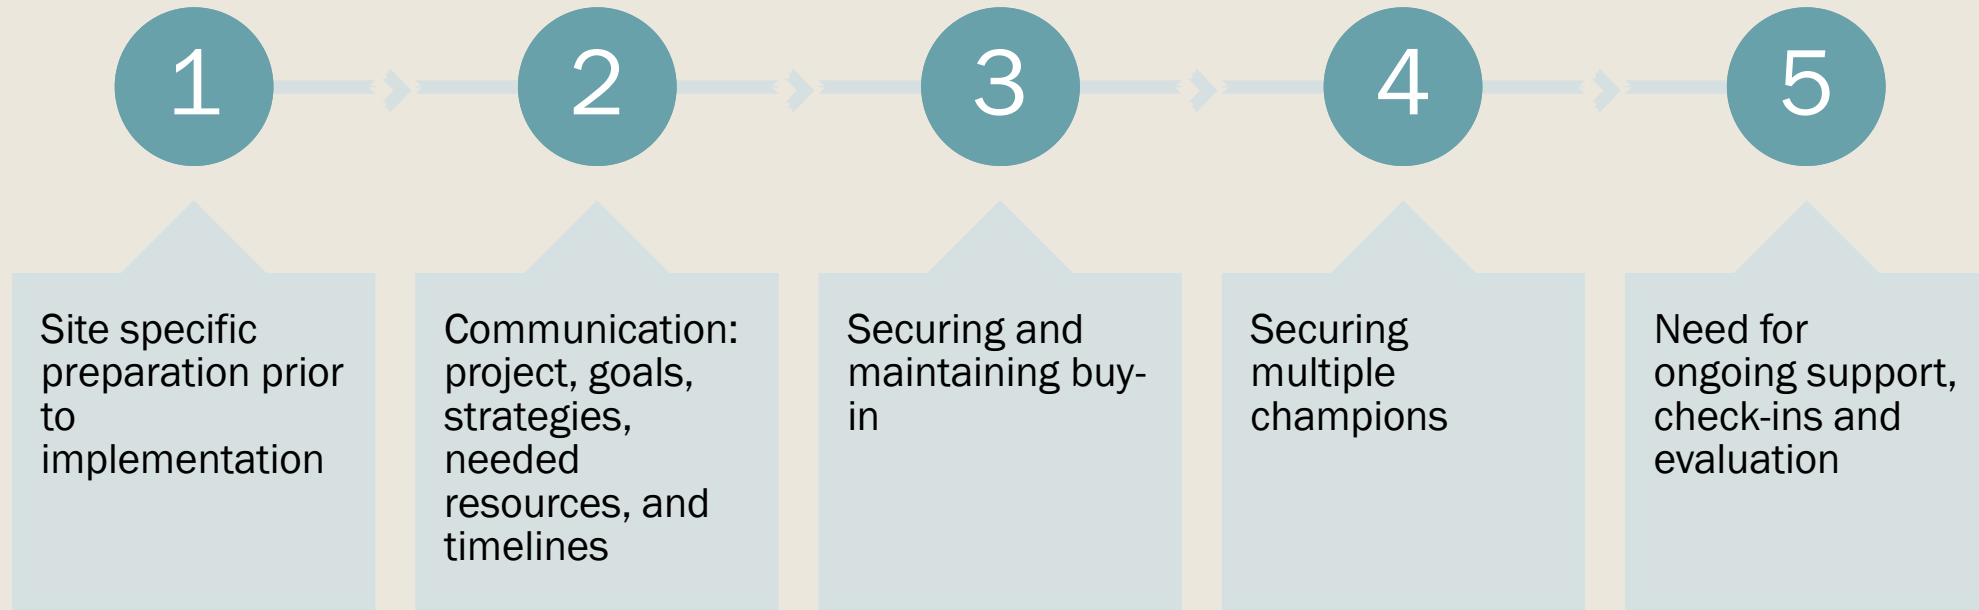 1
2
3
4
5
Site specific
preparation prior
to
implementation
Communication:
project, goals,
strategies,
needed
resources, and
timelines
Securing and
maintaining buy-
in
Securing
multiple
champions
Need for
ongoing support,
check-ins and
evaluation